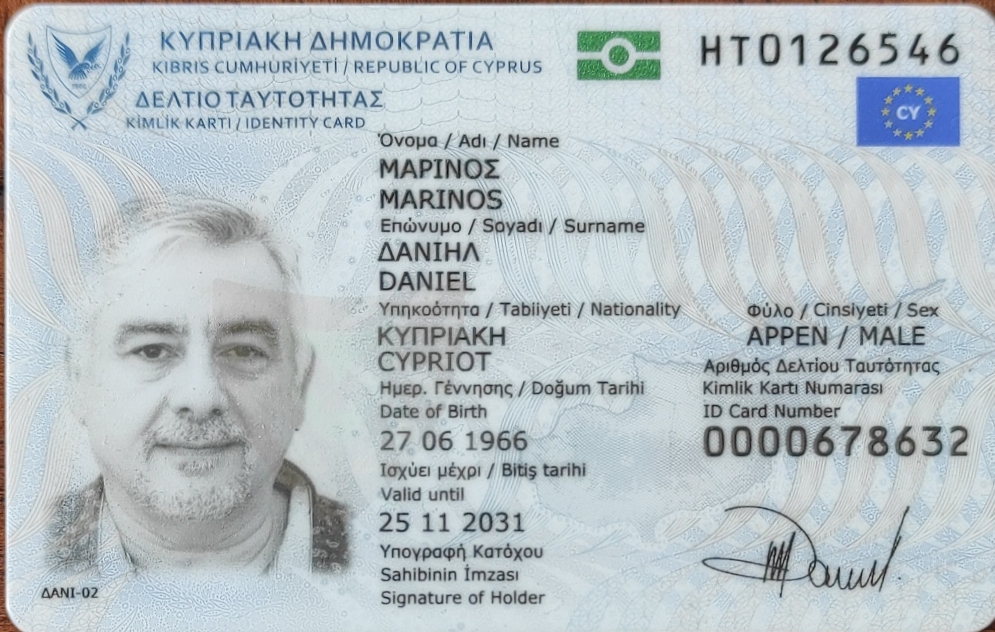 ΚΥΠΡΙΑΚΗ ΔΗΜΟΚΡΑΤΙΑ
KIBRIS CUMHURİYETİ / REPUBLIC OF CYPRUS
ΔΕΛΤΙΟ ΤΑΥΤΟΤΗΤΑΣ
KİMLİK KARTI / IDENTITY CARD
HT0126546
CY
Όνομα / Adı / Name
ΜΑΡΙΝΟΣ
MARINOS
Επώνυμο / Soyadı / Surname
ΔΑΝΙΗΛ
DANIEL
Υπηκοότητα / Tabiiyeti / Nationality
ΚΥΠΡΙΑΚΗ
CYPRIOT
Φύλο / Cinsiyeti / Sex
ΑΡΡΕΝ / MALE
Ημερ. Γέννησης / Doğum Tarihi
Date of Birth
27 06 1966
Αριθμός Δελτίου Ταυτότητας
Kimlik Kartı Numarası
ID Card Number
0000678632
Ισχύει μέχρι / Bitiş tarihi
Valid until
25 11 2031
Υπογραφή Κατόχου
Sahibinin İmzası
Signature of Holder
ΔΑΝΙ-02